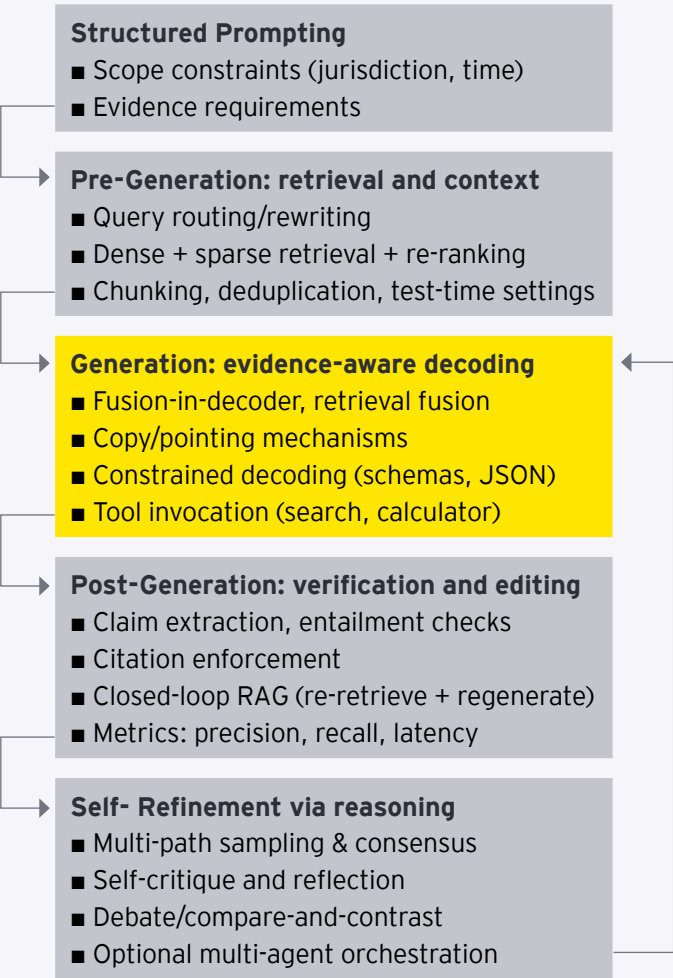 Structured Prompting
■ Scope constraints (jurisdiction, time)
■ Evidence requirements
Pre-Generation: retrieval and context
■ Query routing/rewriting
■ Dense + sparse retrieval + re-ranking
■ Chunking, deduplication, test-time settings
Generation: evidence-aware decoding
■ Fusion-in-decoder, retrieval fusion
■ Copy/pointing mechanisms
■ Constrained decoding (schemas, JSON)
■ Tool invocation (search, calculator)
Post-Generation: verification and editing
■ Claim extraction, entailment checks
■ Citation enforcement
■ Closed-loop RAG (re-retrieve + regenerate)
■ Metrics: precision, recall, latency
Self- Refinement via reasoning
■ Multi-path sampling & consensus
■ Self-critique and reflection
■ Debate/compare-and-contrast
■ Optional multi-agent orchestration